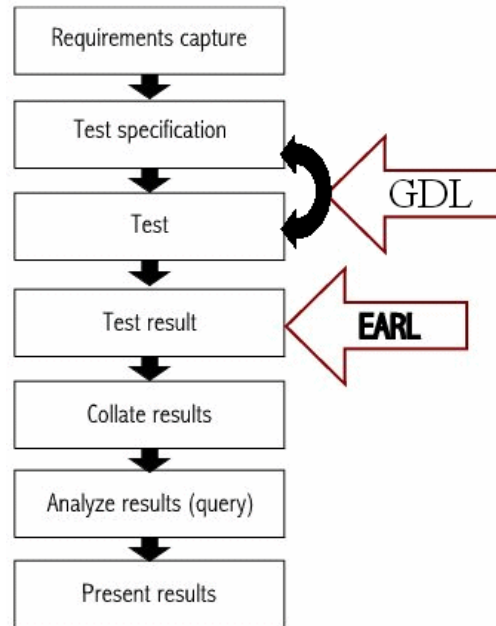 Requirements capture
Test specification
GDL
Test
Test result
EARL
Collate results
Analyze results (query)
Present results